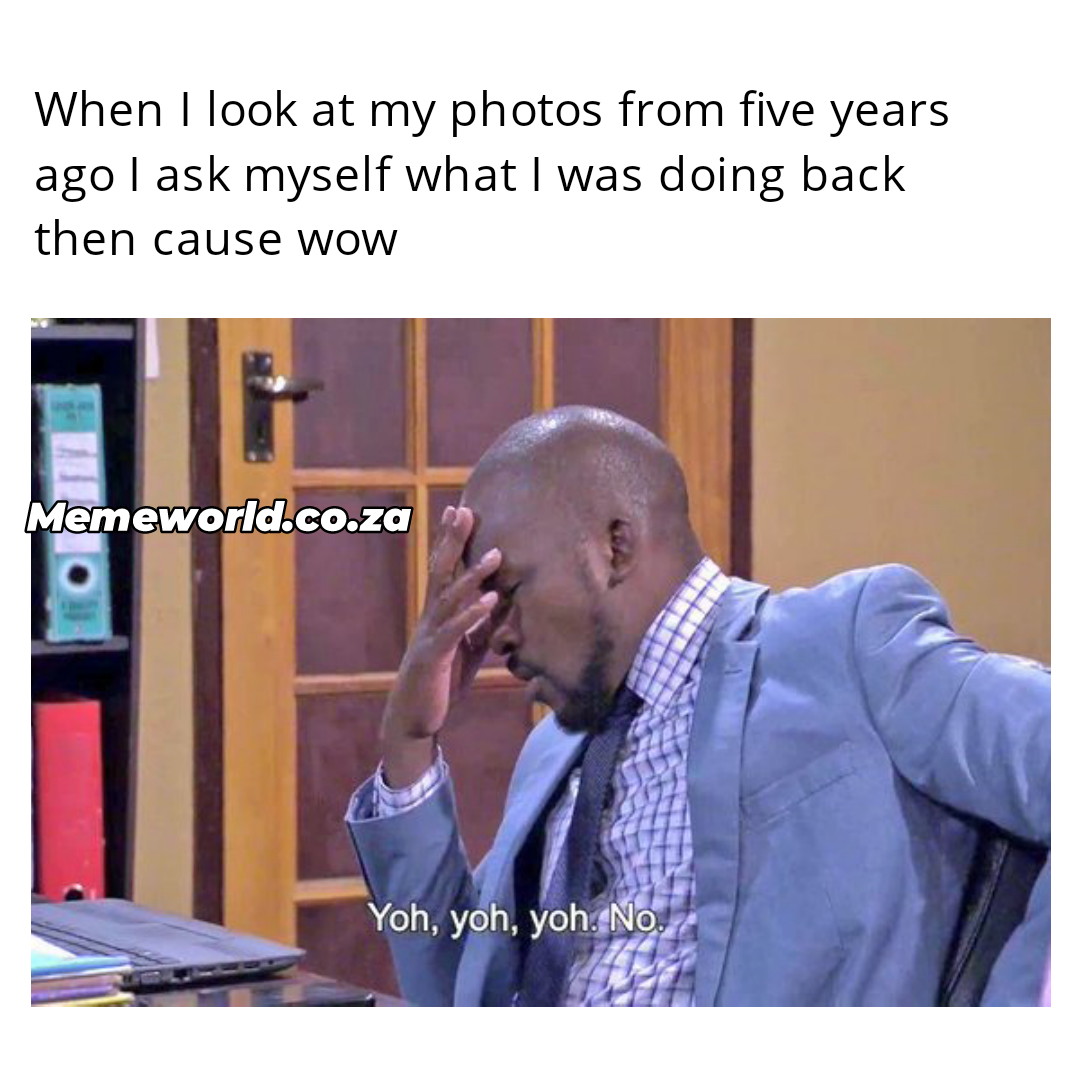 When I look at my photos from five years
ago I ask myself what I was doing back
then cause wow
Memeworld.co.za
Yoh, yoh, yoh. No.